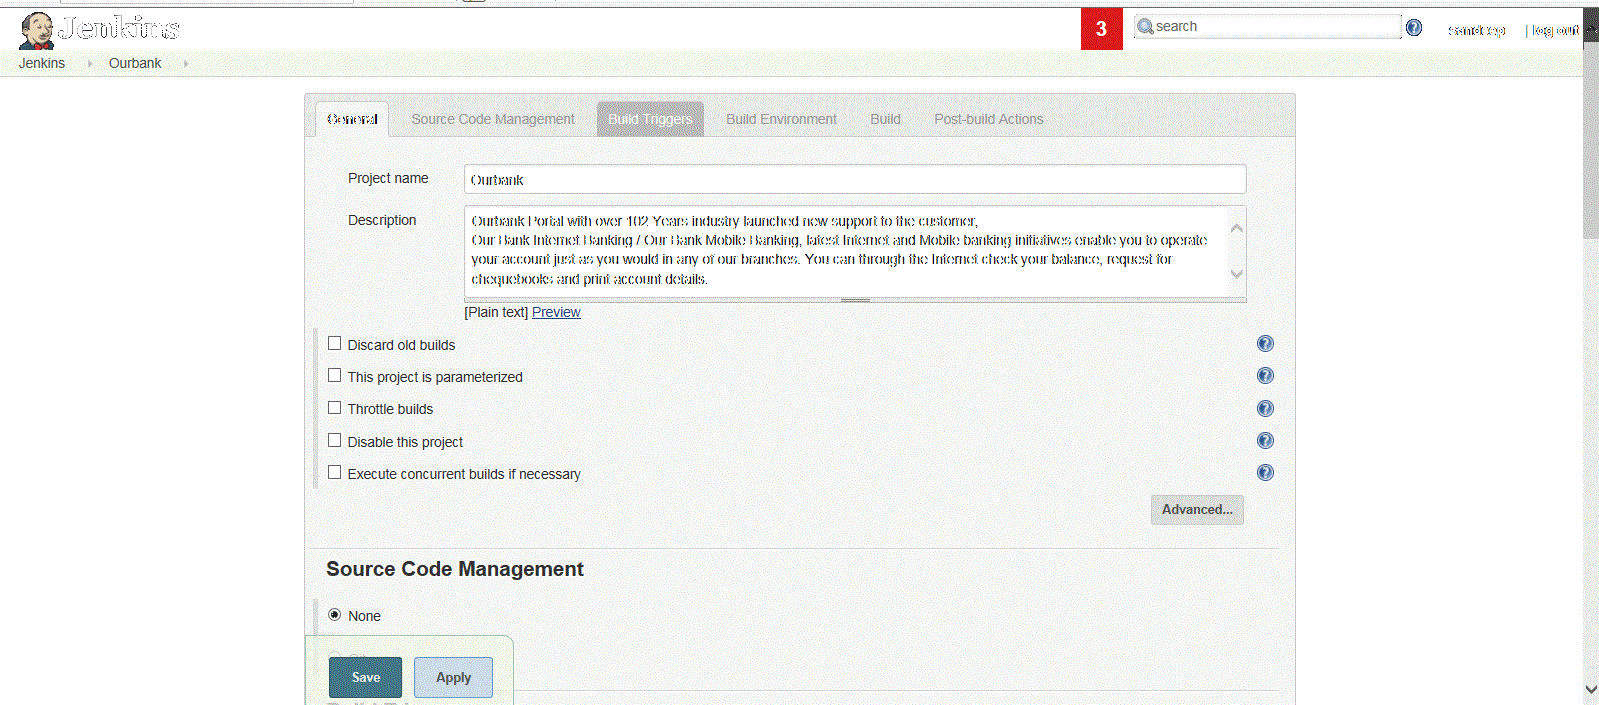 Jenkins
3
search
sandeep
| log out
Jenkins
Ourbank
General
Source Code Management
Build Triggers
Build Environment
Build
Post-build Actions
Project name
Ourbank
Description
Ourbank Portal with over 102 Years industry launched new support to the customer,
Our Bank Internet Banking / Our Bank Mobile Banking, latest Internet and Mobile banking initiatives enable you to operate
your account just as you would in any of our branches. You can through the Internet check your balance, request for
chequebooks and print account details.
[Plain text] Preview
Discard old builds
This project is parameterized
Throttle builds
Disable this project
Execute concurrent builds if necessary
Advanced...
Source Code Management
None
Save
Apply